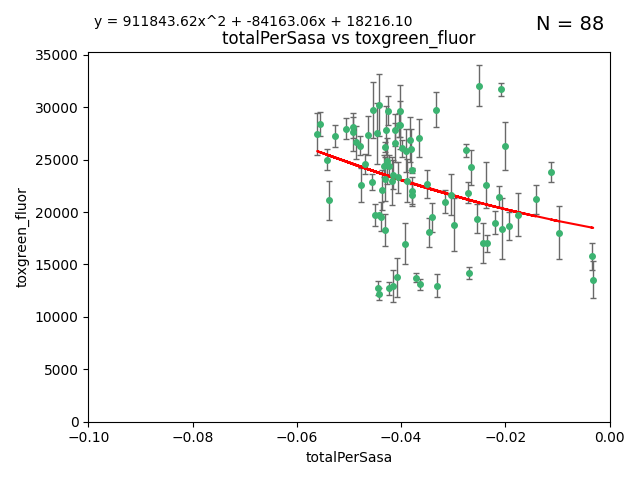 y = 911843.62x^2 + -84163.06x + 18216.10
N = 88
totalPerSasa vs toxgreen_fluor
35000
30000
25000
20000
15000
10000
5000
0
toxgreen_fluor
−0.10
−0.08
−0.06
−0.04
−0.02
0.00
totalPerSasa